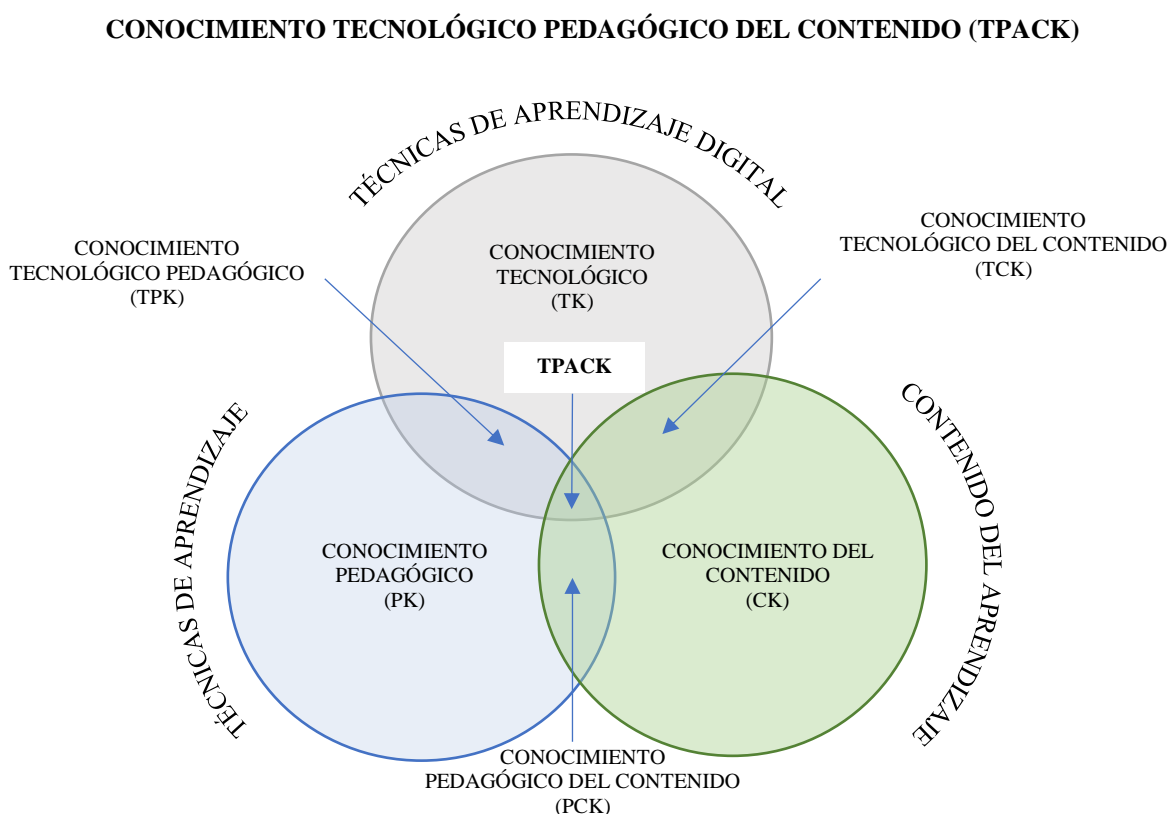 CONOCIMIENTO TECNOLÓGICO PEDAGÓGICO DEL CONTENIDO (TPACK)
TÉCNICAS DE APRENDIZAJE DIGITAL
CONOCIMIENTO
TECNOLÓGICO PEDAGÓGICO
(TPK)
CONOCIMIENTO
TECNOLÓGICO
(TK)
CONOCIMIENTO
TECNOLÓGICO DEL CONTENIDO
(TCK)
TPACK
TÉCNICAS DE APRENDIZAJE
CONOCIMIENTO
PEDAGÓGICO
(PK)
CONOCIMIENTO DEL
CONTENIDO
(CK)
CONTENIDO DEL APRENDIZAJE
CONOCIMIENTO
PEDAGÓGICO DEL CONTENIDO
(PCK)